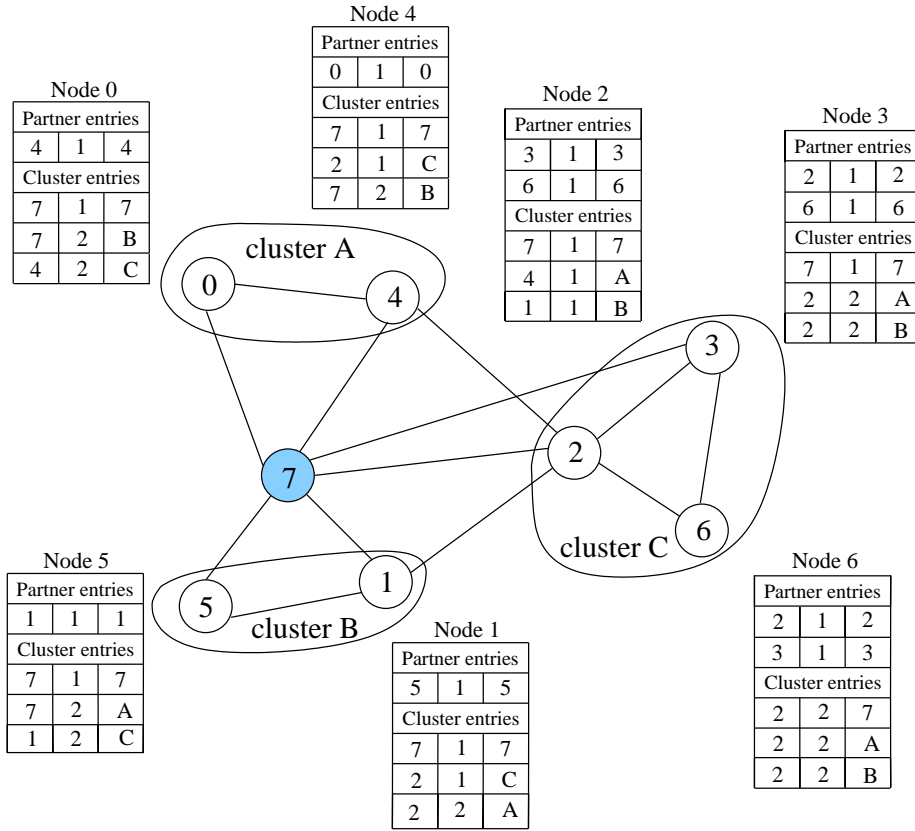 Node 4
Partner entries
0 1 0
Cluster entries
7 1 7
2 1 C
7 2 B
Node 0
Partner entries
4 1 4
Cluster entries
7 1 7
7 2 B
4 2 C
Node 2
Partner entries
3 1 3
6 1 6
Cluster entries
7 1 7
4 1 A
1 1 B
Node 3
Partner entries
2 1 2
6 1 6
Cluster entries
7 1 7
2 2 A
2 2 B
cluster A
0
4
3
2
7
6
cluster C
1
5
cluster B
Node 5
Partner entries
1 1 1
Cluster entries
7 1 7
7 2 A
1 2 C
Node 1
Partner entries
5 1 5
Cluster entries
7 1 7
2 1 C
2 2 A
Node 6
Partner entries
2 1 2
3 1 3
Cluster entries
2 2 7
2 2 A
2 2 B